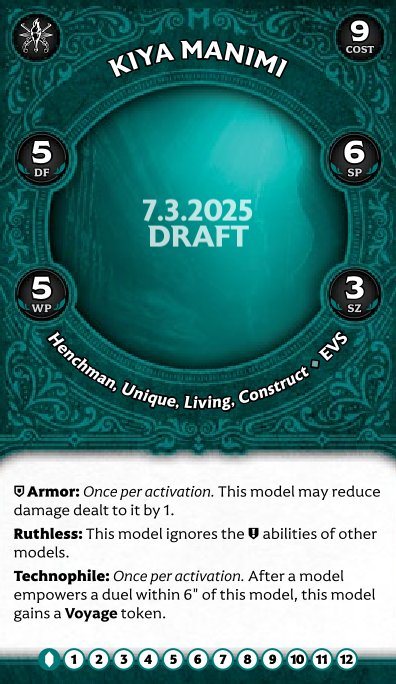 KIYA MANIMI
9
COST
5
DF
6
SP
7.3.2025
DRAFT
5
WP
3
SZ
Henchman, Unique, Living, Construct ◆ EVS
Armor: Once per activation. This model may reduce
damage dealt to it by 1.
Ruthless: This model ignores the abilities of other
models.
Technophile: Once per activation. After a model
empowers a duel within 6" of this model, this model
gains a Voyage token.
1 2 3 4 5 6 7 8 9 10 11 12